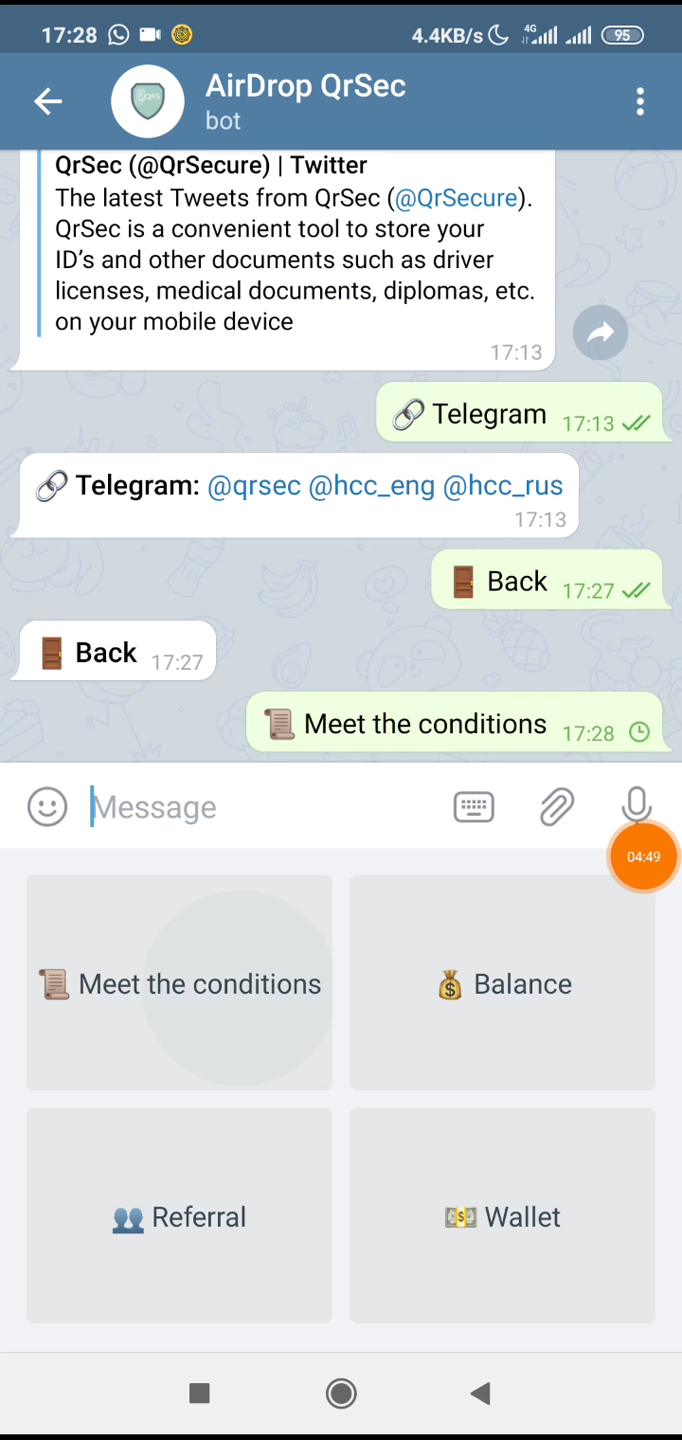 17:28
4.4KB/s 4G 95
AirDrop QrSec
bot
QrSec (@QrSecure) | Twitter
The latest Tweets from QrSec (@QrSecure).
QrSec is a convenient tool to store your
ID's and other documents such as driver
licenses, medical documents, diplomas, etc.
on your mobile device
17:13
Telegram 17:13
Telegram: @qrsec @hcc_eng @hcc_rus
17:13
Back 17:27
Back 17:27
Meet the conditions 17:28
Message
04:49
Meet the conditions
Balance
Referral
Wallet